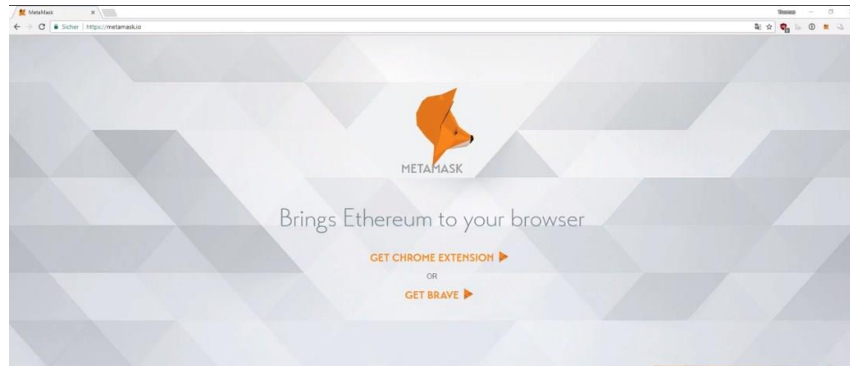 MetaMask
Sicher | https://metamask.io
METAMASK
Brings Ethereum to your browser
GET CHROME EXTENSION
OR
GET BRAVE